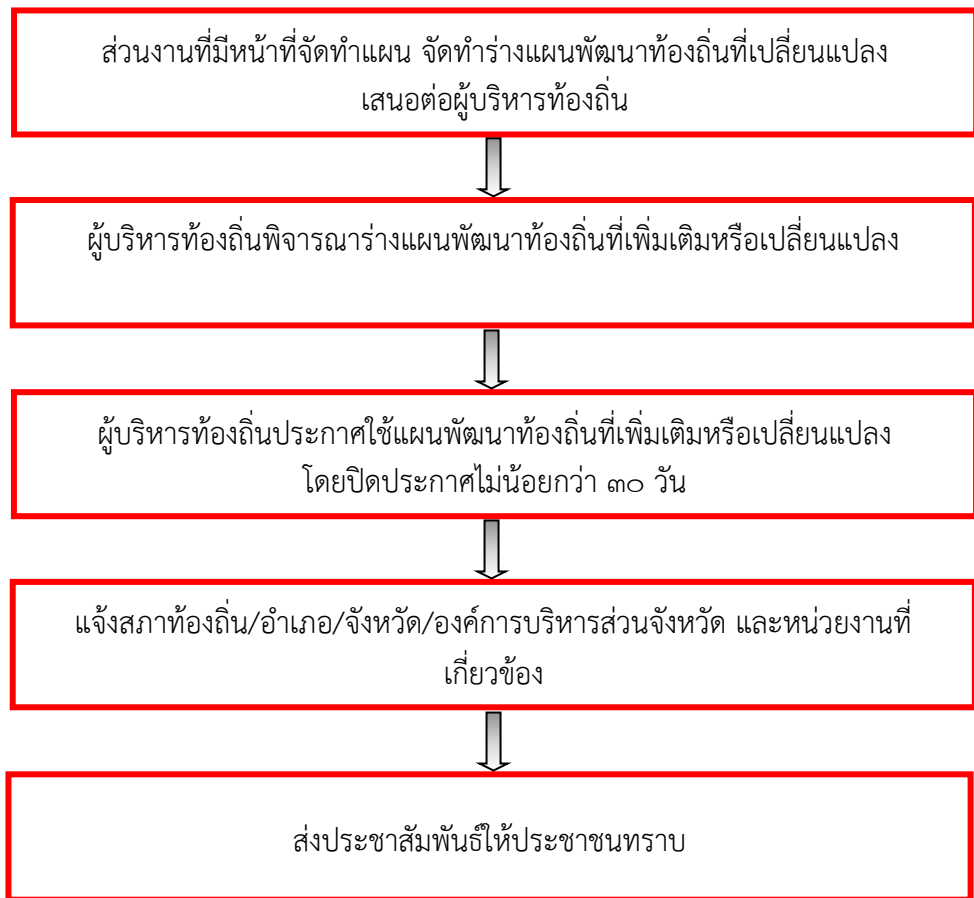 ส่วนงานที่มีหน้าที่จัดทำแผน จัดทำร่างแผนพัฒนาท้องถิ่นที่เปลี่ยนแปลง
เสนอต่อผู้บริหารท้องถิ่น
ผู้บริหารท้องถิ่นพิจารณาร่างแผนพัฒนาท้องถิ่นที่เพิ่มเติมหรือเปลี่ยนแปลง
ผู้บริหารท้องถิ่นประกาศใช้แผนพัฒนาท้องถิ่นที่เพิ่มเติมหรือเปลี่ยนแปลง
โดยปิดประกาศไม่น้อยกว่า ๓๐ วัน
แจ้งสภาท้องถิ่น/อำเภอ/จังหวัด/องค์การบริหารส่วนจังหวัด และหน่วยงานที่
เกี่ยวข้อง
ส่งประชาสัมพันธ์ให้ประชาชนทราบ